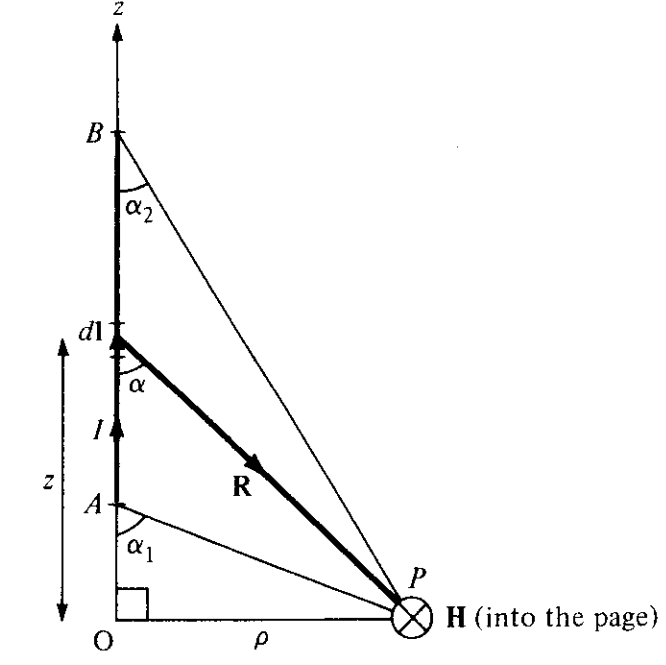 z
B
α₂
dl
α
I
R
z
A
α₁
P
H (into the page)
O
ρ